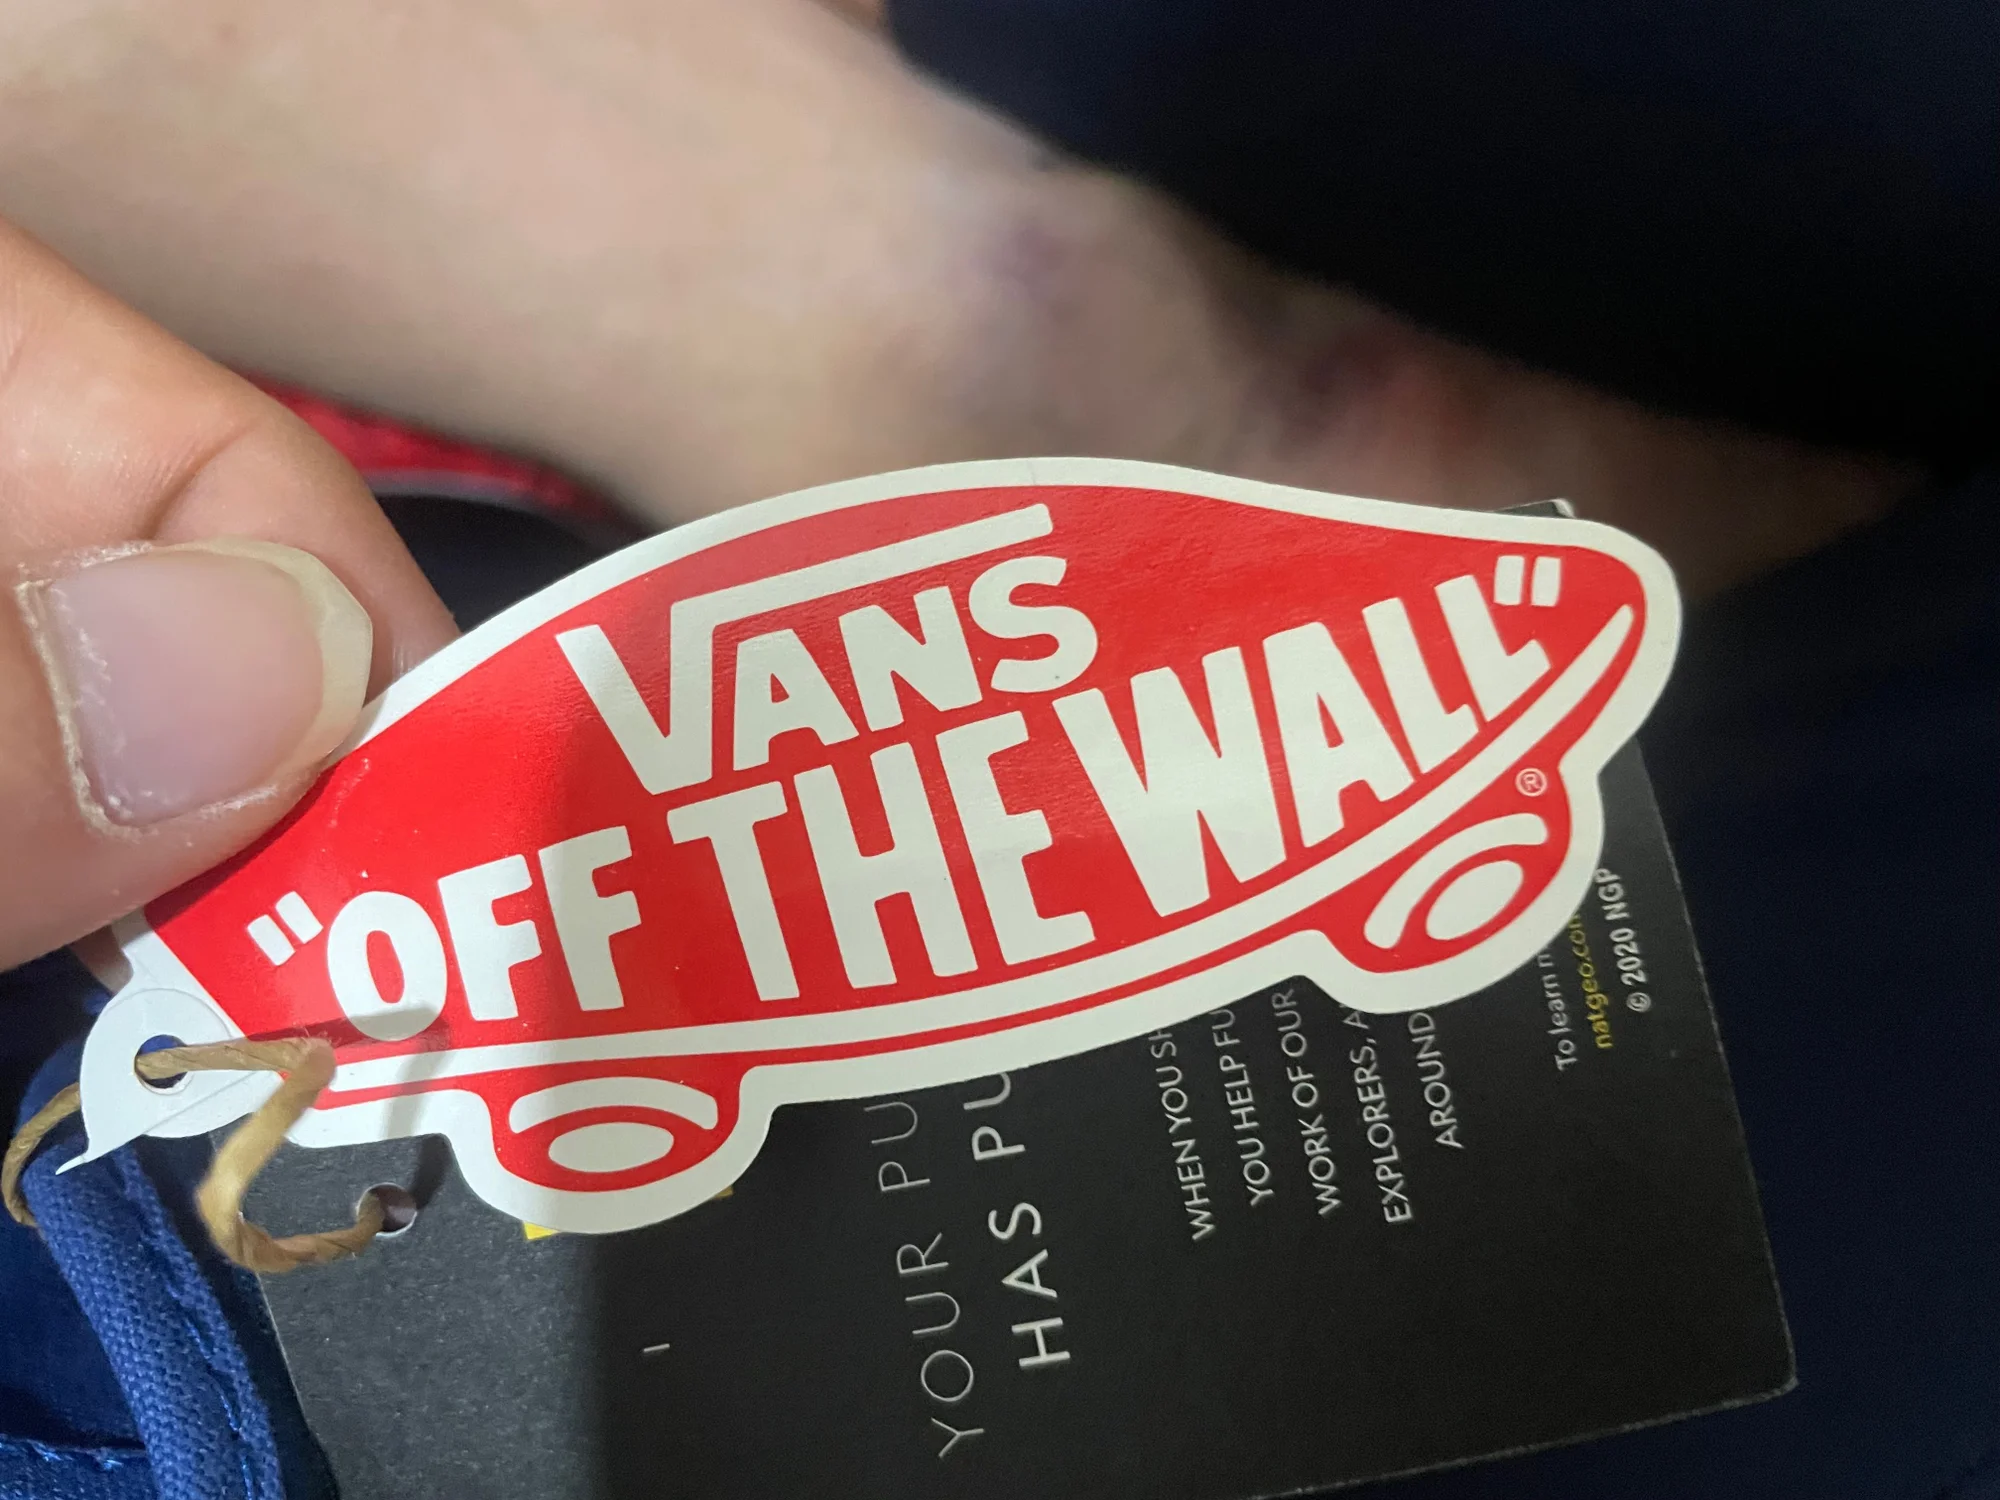 VANS
"OFF THE WALL"
®
YOUR PU
HAS PU
WHEN YOU
YOU HELP FU
WORK OF OUR
EXPLORERS, A
AROUND
To learn
natgeo.co
© 2020 NGP